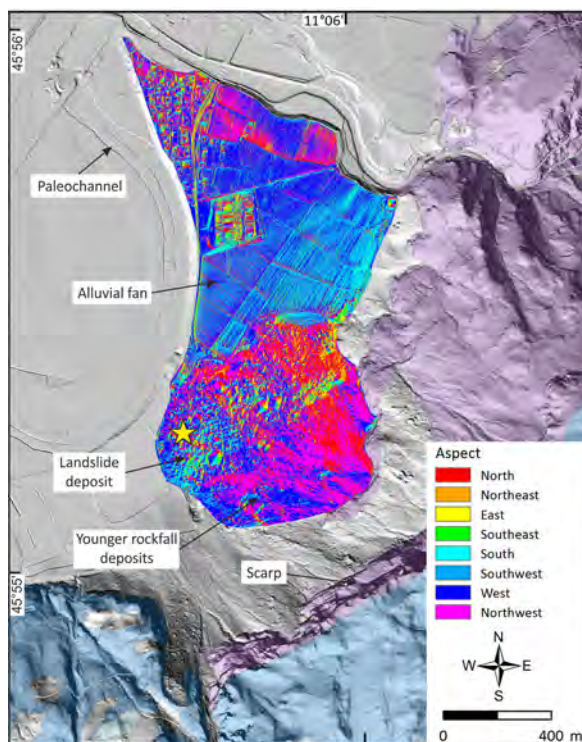 11°06'
45°56'
Paleochannel
Alluvial fan
Landslide
deposit
Younger rockfall
deposits
Scarp
45°55'
Aspect
North
Northeast
East
Southeast
South
Southwest
West
Northwest
N
W E
S
0 400 m